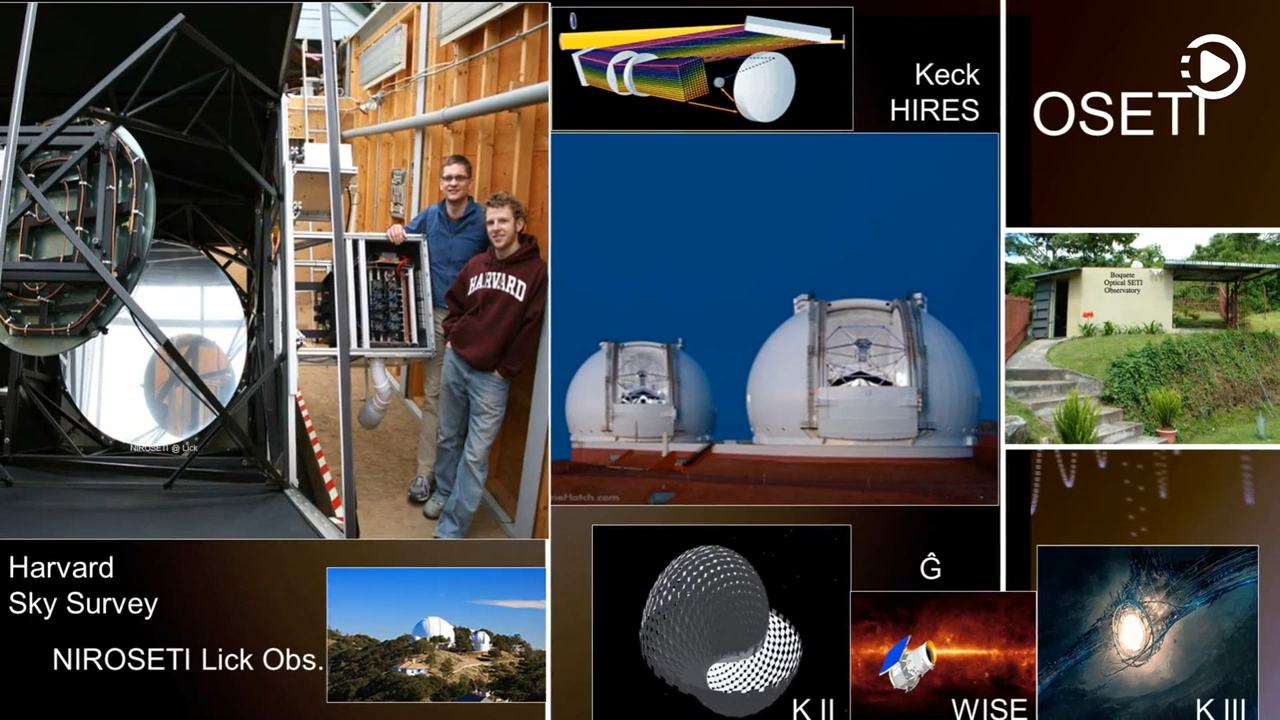 Keck
HIRES
OSETI
Boquete
Optical SETI
Observatory
HARVARD
NIROSETI @ Lick
Harvard
Sky Survey
NIROSETI Lick Obs.
Ĝ
K II
WISE
K III